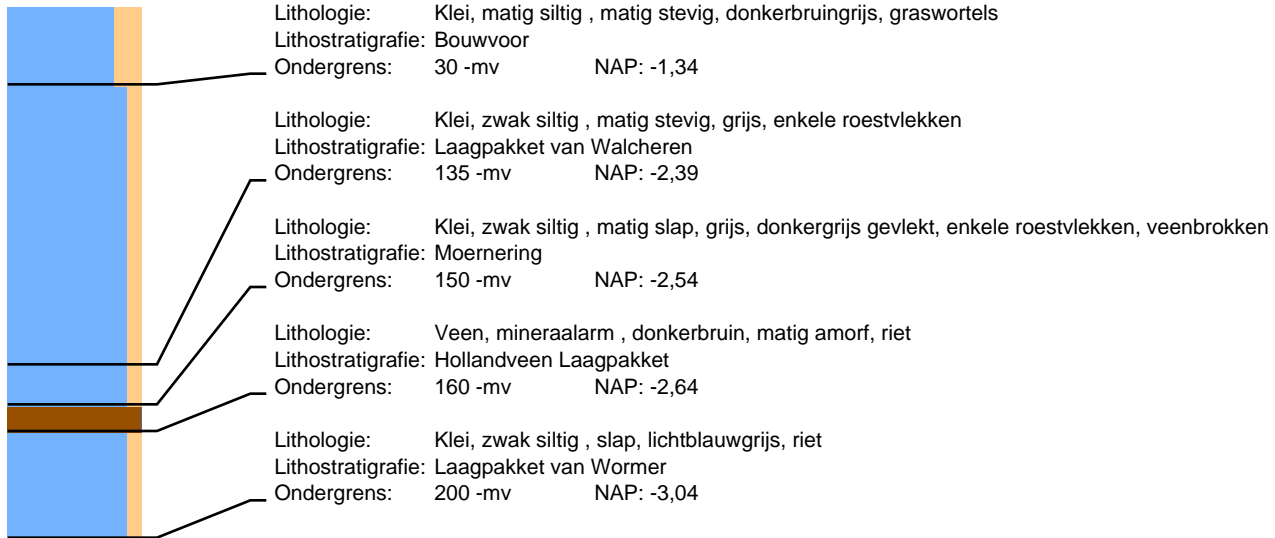 Lithologie: Klei, matig siltig , matig stevig, donkerbruingrijs, graswortels
Lithostratigrafie: Bouwvoor
Ondergrens: 30 -mv NAP: -1,34
Lithologie: Klei, zwak siltig , matig stevig, grijs, enkele roestvlekken
Lithostratigrafie: Laagpakket van Walcheren
Ondergrens: 135 -mv NAP: -2,39
Lithologie: Klei, zwak siltig , matig slap, grijs, donkergrijs gevlekt, enkele roestvlekken, veenbrokken
Lithostratigrafie: Moernering
Ondergrens: 150 -mv NAP: -2,54
Lithologie: Veen, mineraalarm , donkerbruin, matig amorf, riet
Lithostratigrafie: Hollandveen Laagpakket
Ondergrens: 160 -mv NAP: -2,64
Lithologie: Klei, zwak siltig , slap, lichtblauwgrijs, riet
Lithostratigrafie: Laagpakket van Wormer
Ondergrens: 200 -mv NAP: -3,04